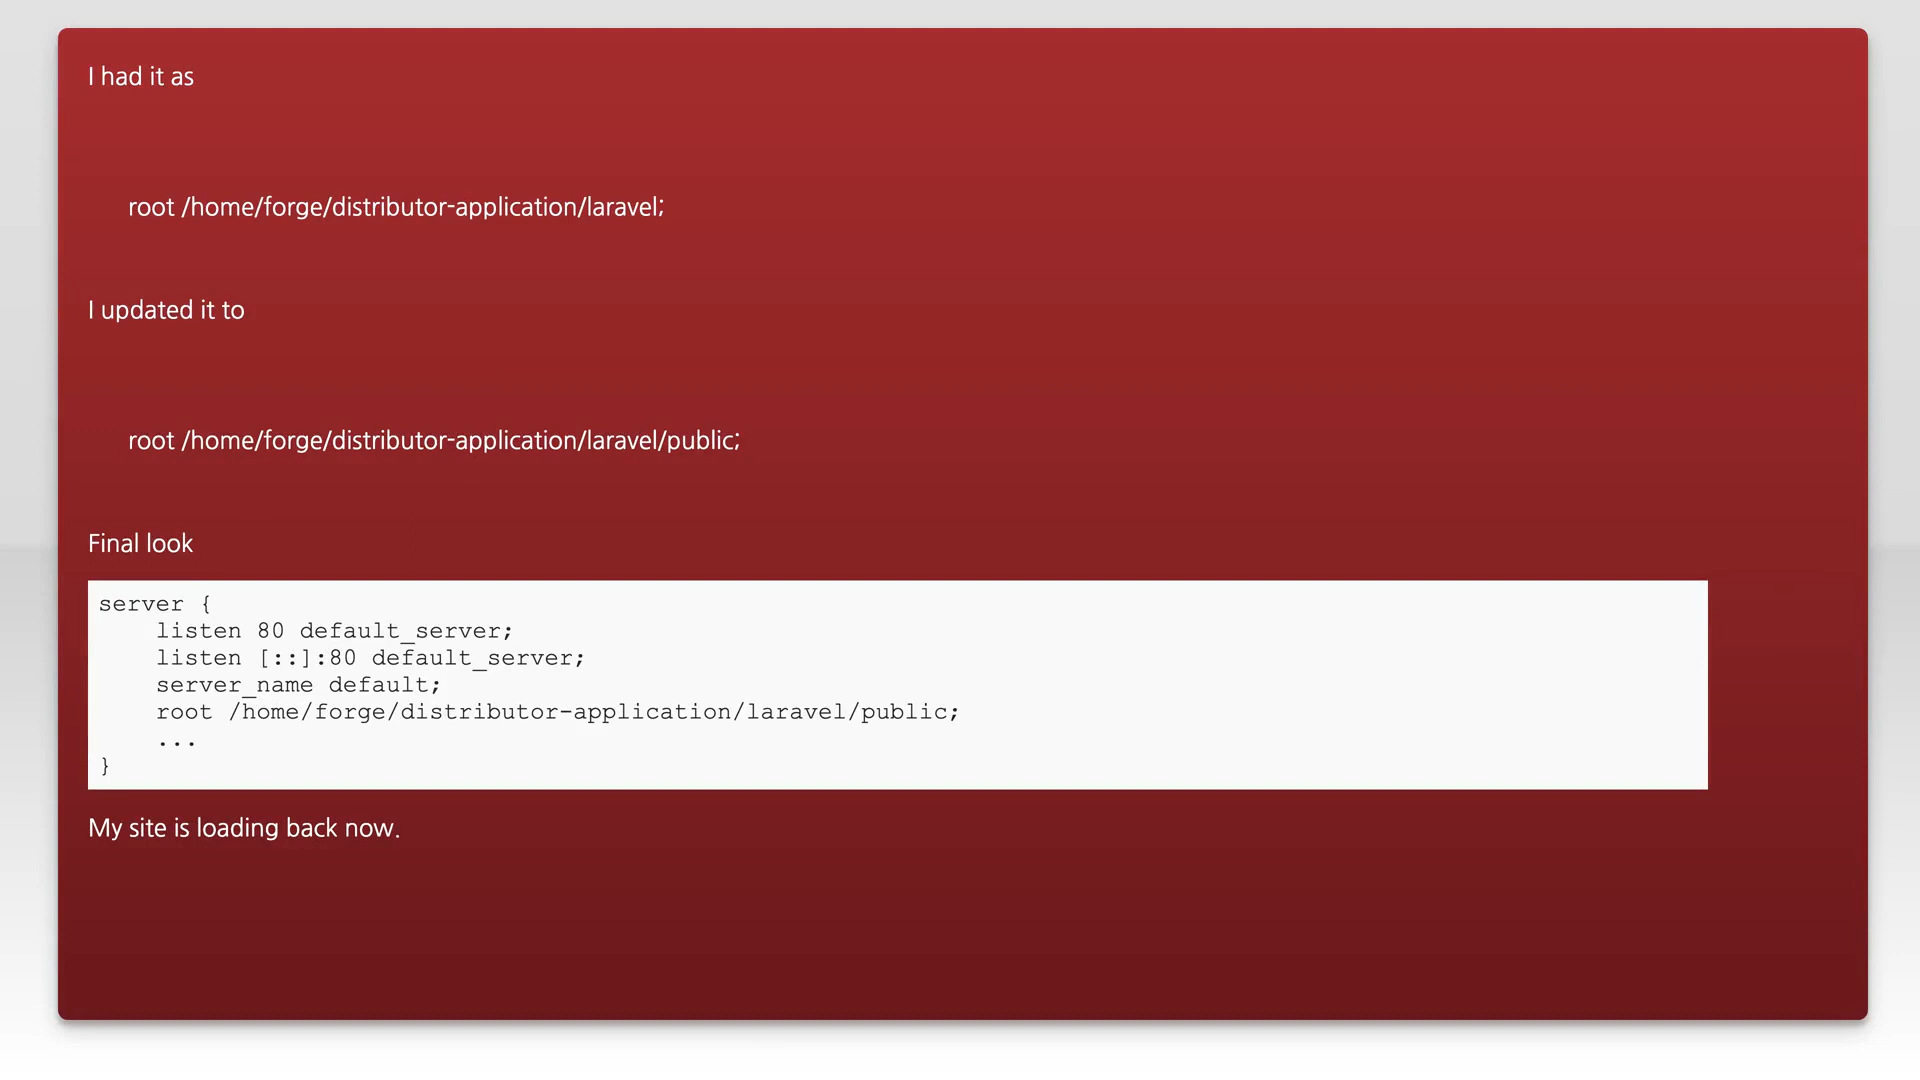 I had it as
root /home/forge/distributor-application/laravel;
I updated it to
root /home/forge/distributor-application/laravel/public;
Final look
server {
    listen 80 default_server;
    listen [::]:80 default_server;
    server_name default;
    root /home/forge/distributor-application/laravel/public;
    ...
}
My site is loading back now.